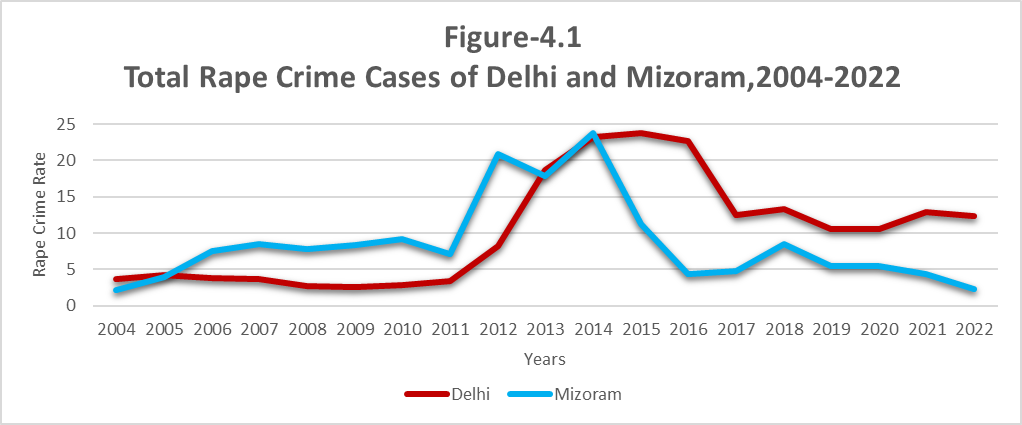 Figure-4.1
Total Rape Crime Cases of Delhi and Mizoram,2004-2022
Rape Crime Rate
25
20
15
10
5
0
2004 2005 2006 2007 2008 2009 2010 2011 2012 2013 2014 2015 2016 2017 2018 2019 2020 2021 2022
Years
Delhi Mizoram